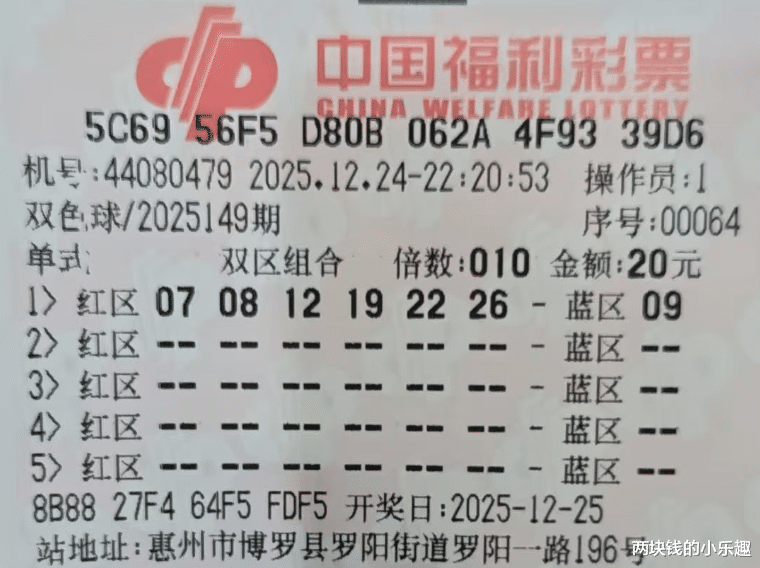 中国福利彩票
CHINA WELFARE LOTTERY
5C69 56F5 D80B 062A 4F93 39D6
机号:44080479 2025.12.24-22:20:53 操作员:1
双色球/2025149期 序号:00064
单式 双区组合 倍数:010 金额:20元
1> 红区 07 08 12 19 22 26 - 蓝区 09
2> 红区 -- -- -- -- -- -- - 蓝区 --
3> 红区 -- -- -- -- -- -- - 蓝区 --
4> 红区 -- -- -- -- -- -- - 蓝区 --
5> 红区 -- -- -- -- -- -- - 蓝区 --
8B88 27F4 64F5 FDF5 开奖日:2025-12-25
站地址:惠州市博罗县罗阳街道罗阳一路196号
两块钱的小乐趣